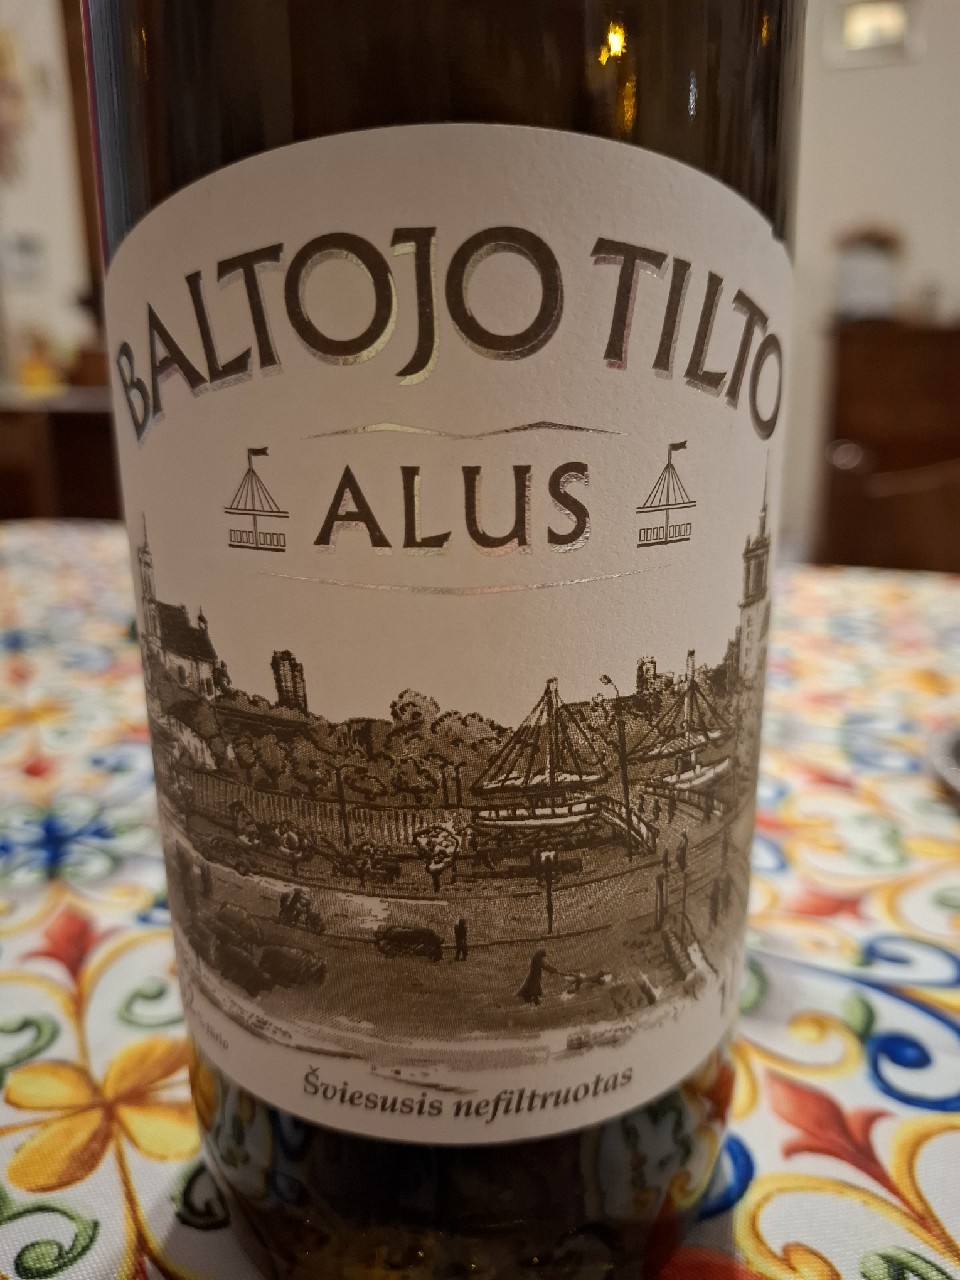 BALTOJO TILTO
ALUS
Šviesusis nefiltruotas